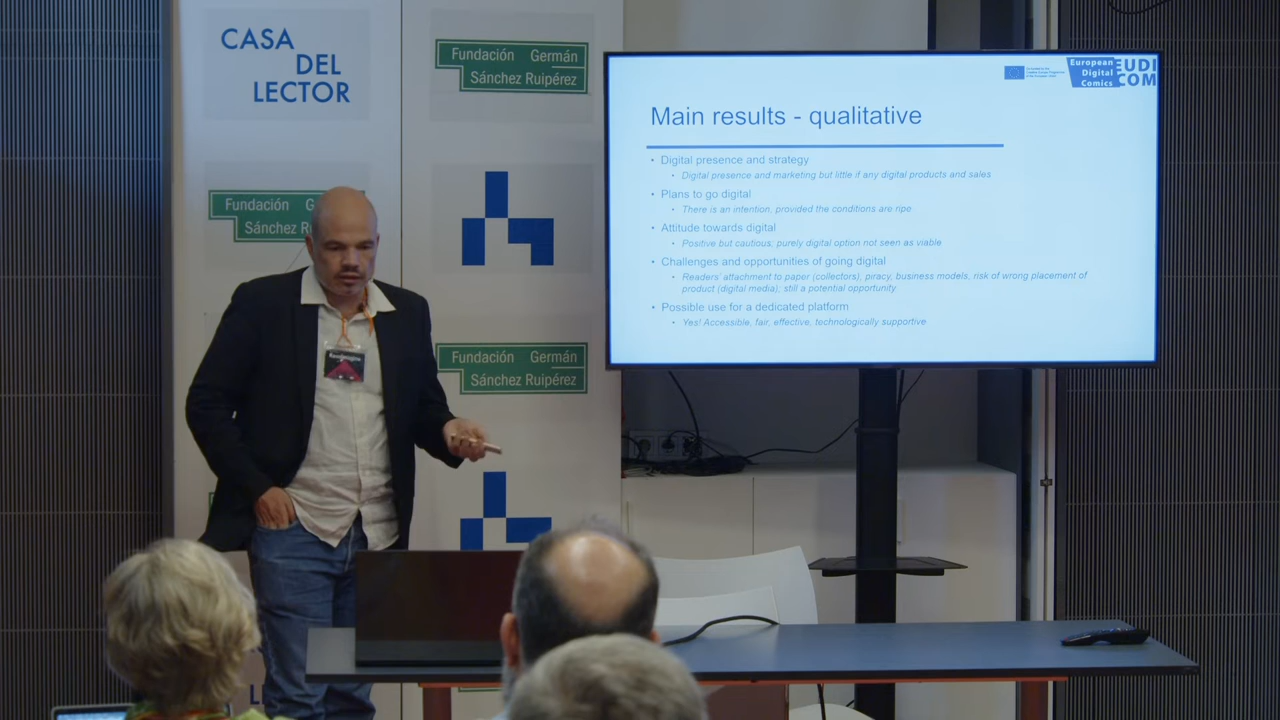 CASA
DEL
LECTOR
Fundación Germán
Sánchez Ruipérez
Fundación G
Sánchez Ru
Fundación Germán
Sánchez Ruipérez
European
Digital
Comics
EUDI
COM
Main results - qualitative
• Digital presence and strategy
• Digital presence and marketing but little if any digital products and sales
• Plans to go digital
• There is an intention, provided the conditions are ripe
• Attitude towards digital
• Positive but cautious; purely digital option not seen as viable
• Challenges and opportunities of going digital
• Readers' attachment to paper (collectors), piracy, business models, risk of wrong placement of
product (digital media); still a potential opportunity
• Possible use for a dedicated platform
• Yes! Accessible, fair, effective, technologically supportive